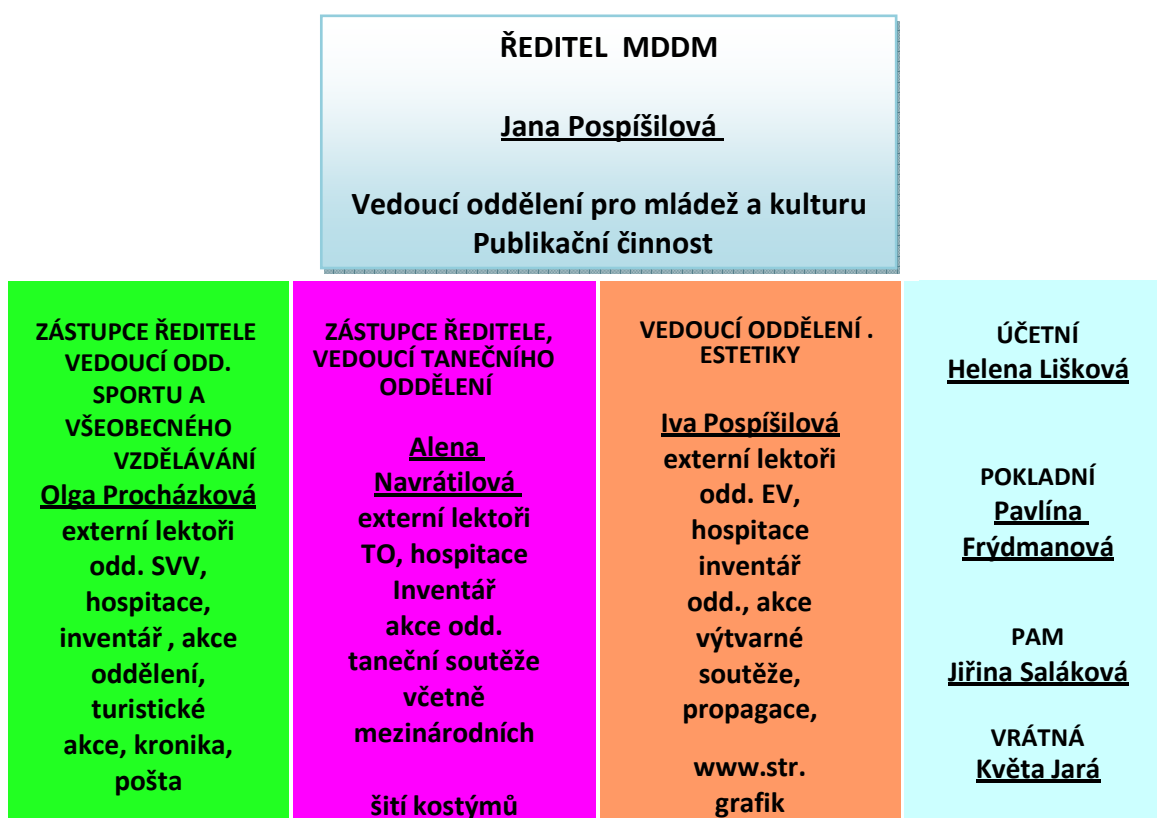 ŘEDITEL MDDM
Jana Pospíšilová
Vedoucí oddělení pro mládež a kulturu
Publikační činnost
ZÁSTUPCE ŘEDITELE
VEDOUCÍ ODD.
SPORTU A
VŠEOBECNÉHO
VZDĚLÁVÁNÍ
Olga Procházková
externí lektoři
odd. SVV,
hospitace,
inventář , akce
oddělení,
turistické
akce, kronika,
pošta
ZÁSTUPCE ŘEDITELE,
VEDOUCÍ TANEČNÍHO
ODDĚLENÍ
Alena
Navrátilová
externí lektoři
TO, hospitace
Inventář
akce odd.
taneční soutěže
včetně
mezinárodních
šití kostýmů
VEDOUCÍ ODDĚLENÍ .
ESTETIKY
Iva Pospíšilová
externí lektoři
odd. EV,
hospitace
inventář
odd., akce
výtvarné
soutěže,
propagace,
www.str.
grafik
ÚČETNÍ
Helena Lišková
POKLADNÍ
Pavlína
Frýdmanová
PAM
Jiřina Saláková
VRÁTNÁ
Květa Jará